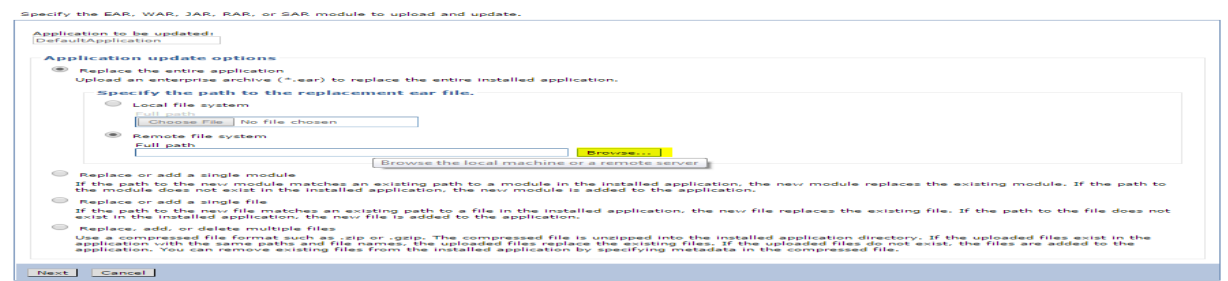 Specify the EAR, WAR, JAR, RAR, or SAR module to upload and update.
Application to be updated:
DefaultApplication
Application update options
Replace the entire application
Upload an enterprise archive (*.ear) to replace the entire installed application.
Specify the path to the replacement ear file.
Local file system
Full path
Choose File No file chosen
Remote file system
Full path
Browse...
Browse the local machine or a remote server
Replace or add a single module
If the path to the new module matches an existing path to a module in the installed application, the new module replaces the existing module. If the path to
the module does not exist in the installed application, the new module is added to the application.
Replace or add a single file
If the path to the new file matches an existing path to a file in the installed application, the new file replaces the existing file. If the path to the file does not
exist in the installed application, the new file is added to the application.
Replace, add, or delete multiple files
Use a compressed file format such as .zip or .gzip. The compressed file is unzipped into the installed application directory. If the uploaded files exist in the
application with the same paths and file names, the uploaded files replace the existing files. If the uploaded files do not exist, the files are added to the
application. You can remove existing files from the installed application by specifying metadata in the compressed file.
Next Cancel